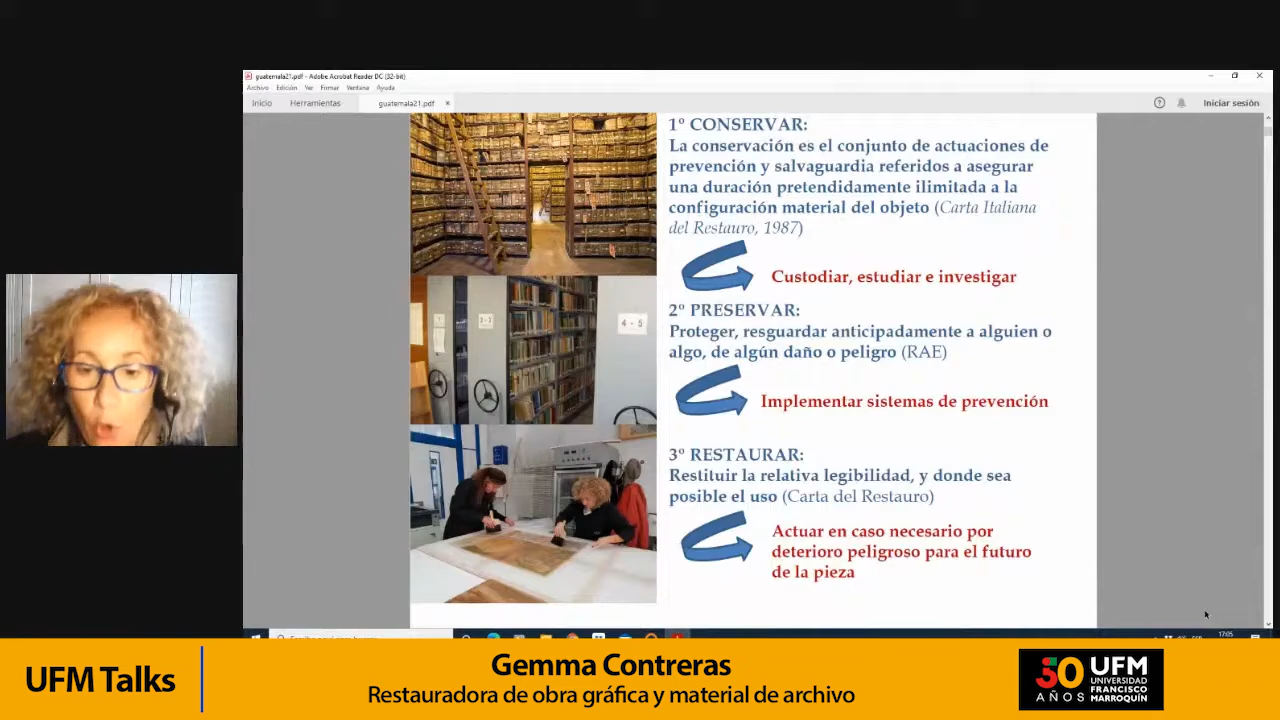 guatemala21.pdf - Adobe Acrobat Reader DC (32-bit)
Archivo Edición Ver Firmar Ventana Ayuda
Inicio Herramientas guatemala21.pdf × Iniciar sesión
1º CONSERVAR:
La conservación es el conjunto de actuaciones de
prevención y salvaguardia referidos a asegurar
una duración pretendidamente ilimitada a la
configuración material del objeto (Carta Italiana
del Restauro, 1987)
Custodiar, estudiar e investigar
2º PRESERVAR:
Proteger, resguardar anticipadamente a alguien o
algo, de algún daño o peligro (RAE)
Implementar sistemas de prevención
3º RESTAURAR:
Restituir la relativa legibilidad, y donde sea
posible el uso (Carta del Restauro)
Actuar en caso necesario por
deterioro peligroso para el futuro
de la pieza
4 - 5
17:05
UFM Talks
Gemma Contreras
Restauradora de obra gráfica y material de archivo
50 AÑOS
UFM
UNIVERSIDAD
FRANCISCO
MARROQUÍN